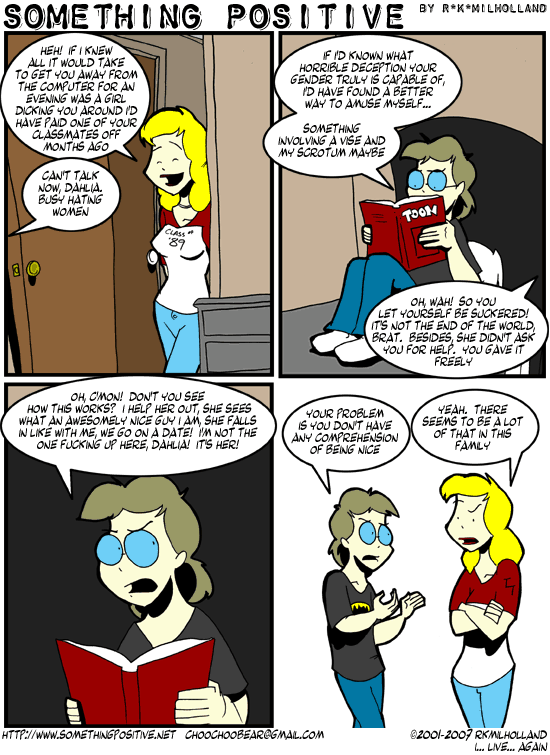 SOMETHING POSITIVE BY R*K*MILHOLLAND
HEH! IF I KNEW
ALL IT WOULD TAKE
TO GET YOU AWAY FROM
THE COMPUTER FOR AN
EVENING WAS A GIRL
DICKING YOU AROUND I'D
HAVE PAID ONE OF YOUR
CLASSMATES OFF
MONTHS AGO
CAN'T TALK
NOW, DAHLIA.
BUSY HATING
WOMEN
CLASS OF
'89
IF I'D KNOWN WHAT
HORRIBLE DECEPTION YOUR
GENDER TRULY IS CAPABLE OF,
I'D HAVE FOUND A BETTER
WAY TO AMUSE MYSELF...
SOMETHING
INVOLVING A VISE AND
MY SCROTUM MAYBE
TOON
OH, WAH! SO YOU
LET YOURSELF BE SUCKERED!
IT'S NOT THE END OF THE WORLD,
BRAT. BESIDES, SHE DIDN'T ASK
YOU FOR HELP. YOU GAVE IT
FREELY
OH, C'MON! DON'T YOU SEE
HOW THIS WORKS? I HELP HER OUT, SHE SEES
WHAT AN AWESOMELY NICE GUY I AM, SHE FALLS
IN LIKE WITH ME, WE GO ON A DATE! I'M NOT THE
ONE FUCKING UP HERE, DAHLIA! IT'S HER!
YOUR PROBLEM
IS YOU DON'T HAVE
ANY COMPREHENSION
OF BEING NICE
YEAH. THERE
SEEMS TO BE A LOT
OF THAT IN THIS
FAMILY
HTTP://WWW.SOMETHINGPOSITIVE.NET CHOOCHOOBEAR@GMAIL.COM
©2001-2007 RKMILHOLLAND
I... LIVE... AGAIN